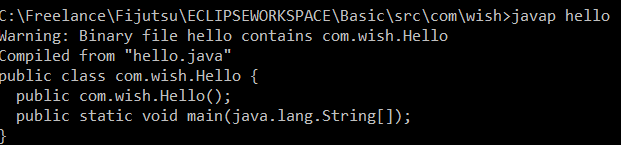 C:\Freelance\Fijutsu\ECLIPSEWORKSPACE\Basic\src\com\wish>javap hello
Warning: Binary file hello contains com.wish.Hello
Compiled from "hello.java"
public class com.wish.Hello {
  public com.wish.Hello();
  public static void main(java.lang.String[]);
}